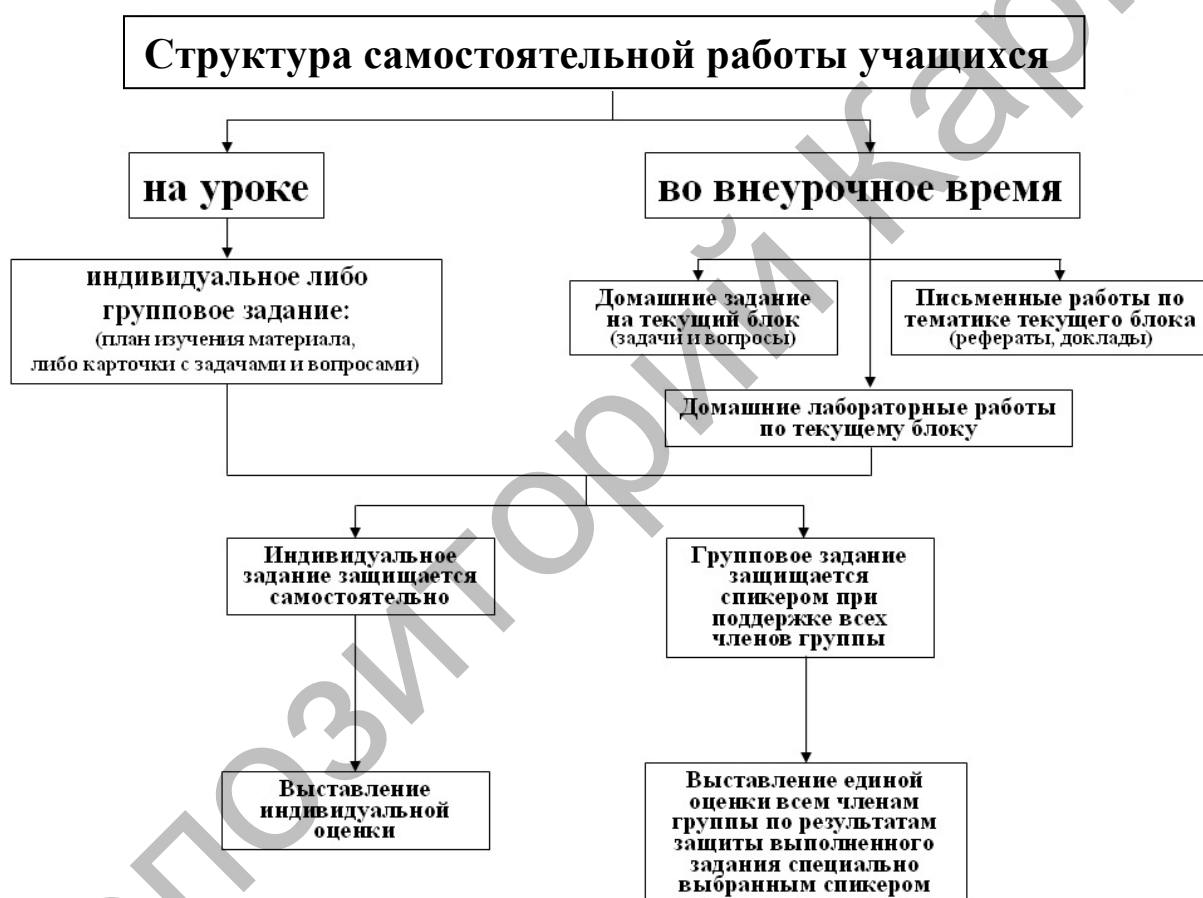 Структура самостоятельной работы учащихся
на уроке
во внеурочное время
индивидуальное либо
групповое задание:
(план изучения материала,
либо карточки с задачами и вопросами)
Домашние задание
на текущий блок
(задачи и вопросы)
Письменные работы по
тематике текущего блока
(рефераты, доклады)
Домашние лабораторные работы
по текущему блоку
Индивидуальное
задание защищается
самостоятельно
Групповое задание
защищается
спикером при
поддержке всех
членов группы
Выставление
индивидуальной
оценки
Выставление единой
оценки всем членам
группы по результатам
защиты выполненного
задания специально
выбранным спикером